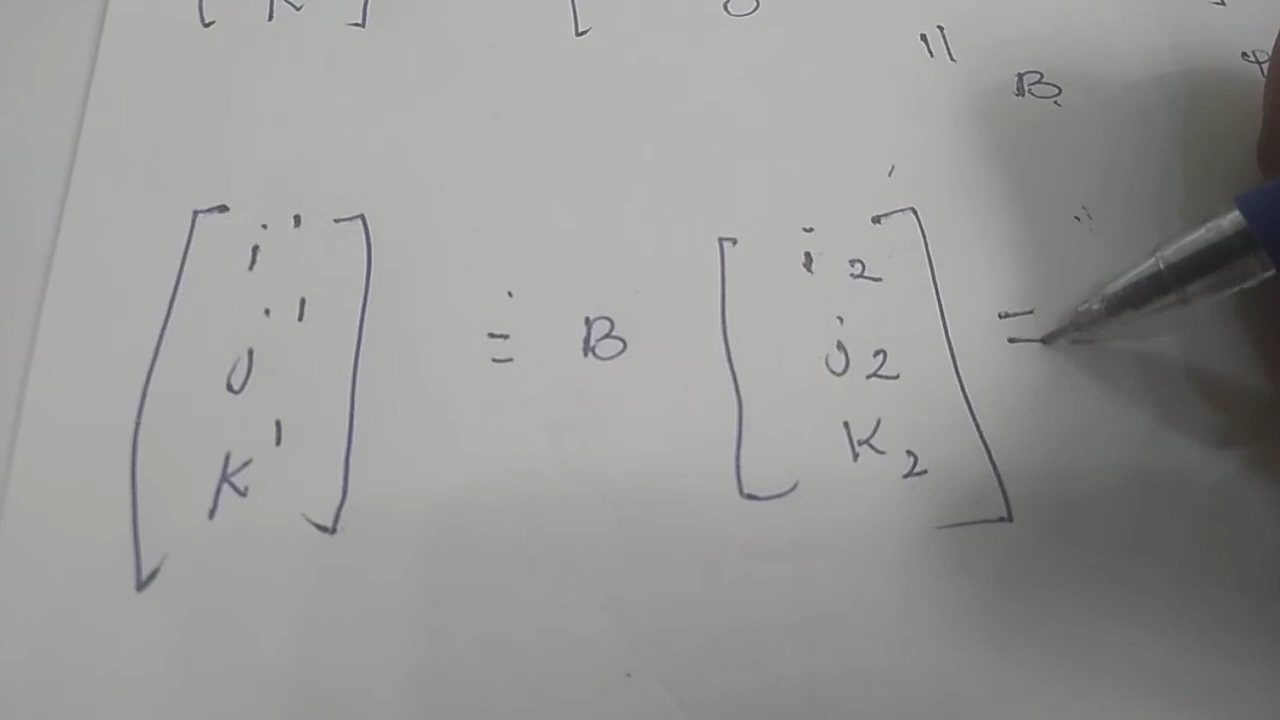 K
B
[i' j' K'] = B [i₂ j₂ K₂] =